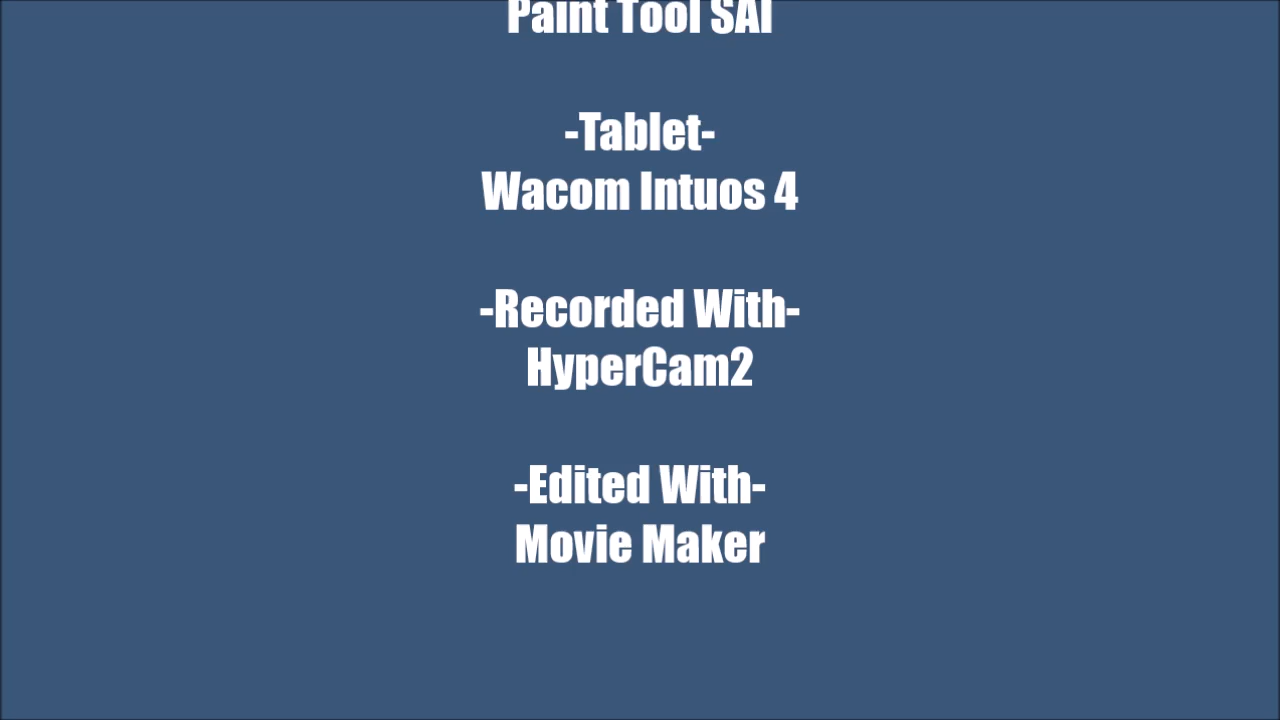 Paint Tool SAI
-Tablet-
Wacom Intuos 4
-Recorded With-
HyperCam2
-Edited With-
Movie Maker